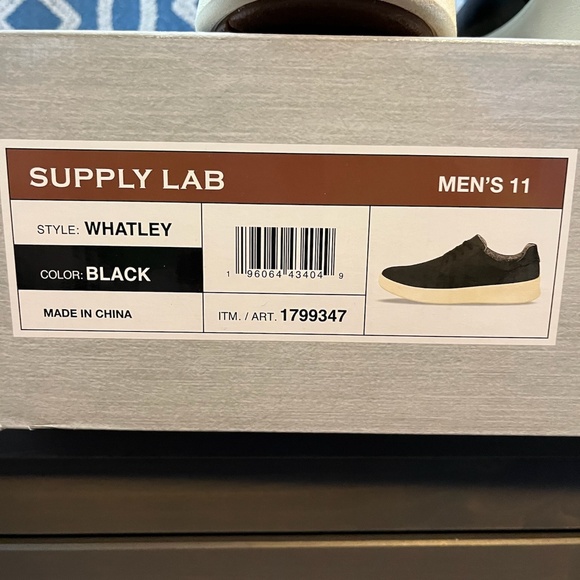 SUPPLY LAB
MEN'S 11
STYLE: WHATLEY
COLOR: BLACK
MADE IN CHINA
1 96064 43404 9
ITM. / ART. 1799347